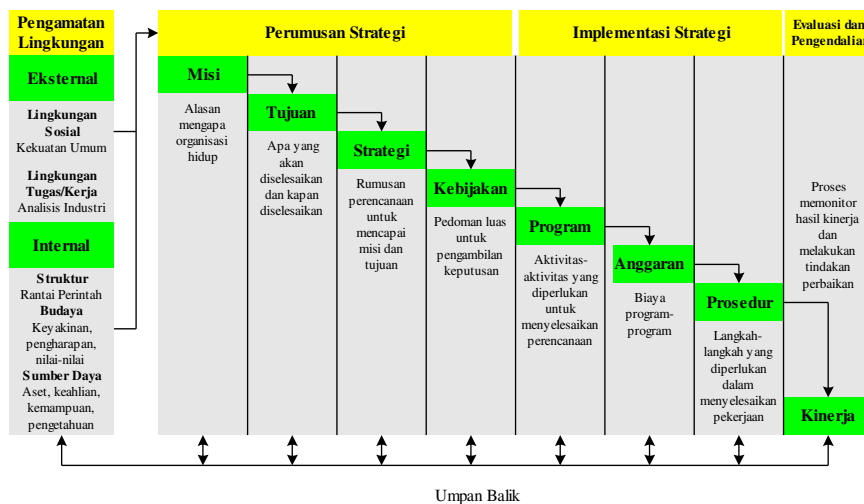 Pengamatan
Lingkungan
Eksternal
Lingkungan
Sosial
Kekuatan Umum
Lingkungan
Tugas/Kerja
Analisis Industri
Internal
Struktur
Rantai Perintah
Budaya
Keyakinan,
pengharapan,
nilai-nilai
Sumber Daya
Aset, keahlian,
kemampuan,
pengetahuan
Perumusan Strategi
Misi
Alasan
mengapa
organisasi
hidup
Tujuan
Apa yang
akan
diselesaikan
dan kapan
diselesaikan
Strategi
Rumusan
perencanaan
untuk
mencapai
misi dan
tujuan
Kebijakan
Pedoman luas
untuk
pengambilan
keputusan
Implementasi Strategi
Program
Aktivitas-
aktivitas yang
diperlukan
untuk
menyelesaikan
perencanaan
Anggaran
Biaya
program-
program
Prosedur
Langkah-
langkah yang
diperlukan
dalam
menyelesaikan
pekerjaan
Evaluasi dan
Pengendalian
Proses
memonitor
hasil kinerja
dan
melakukan
tindakan
perbaikan
Kinerja
Umpan Balik